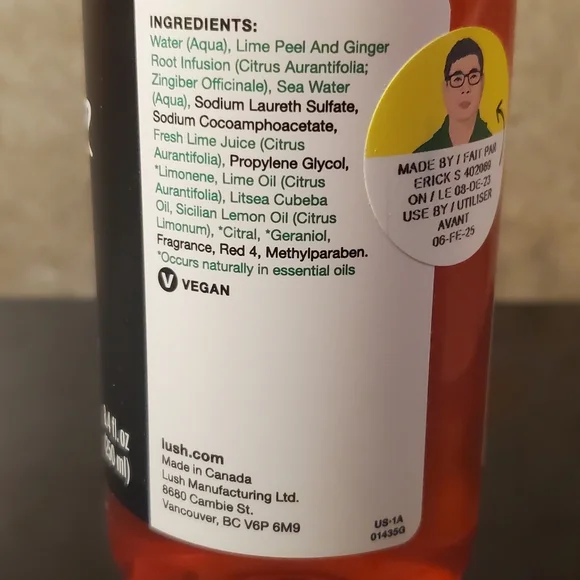 INGREDIENTS:
Water (Aqua), Lime Peel And Ginger
Root Infusion (Citrus Aurantifolia;
Zingiber Officinale), Sea Water
(Aqua), Sodium Laureth Sulfate,
Sodium Cocoamphoacetate,
Fresh Lime Juice (Citrus
Aurantifolia), Propylene Glycol,
*Limonene, Lime Oil (Citrus
Aurantifolia), Litsea Cubeba
Oil, Sicilian Lemon Oil (Citrus
Limonum), *Citral, *Geraniol,
Fragrance, Red 4, Methylparaben.
*Occurs naturally in essential oils
V VEGAN
MADE BY / FAIT PAR
ERICK S 402069
ON / LE 08-DE-23
USE BY / UTILISER
AVANT
06-FE-25
fl. oz
ml)
lush.com
Made in Canada
Lush Manufacturing Ltd.
8680 Cambie St.
Vancouver, BC V6P 6M9
US-1A
01435G